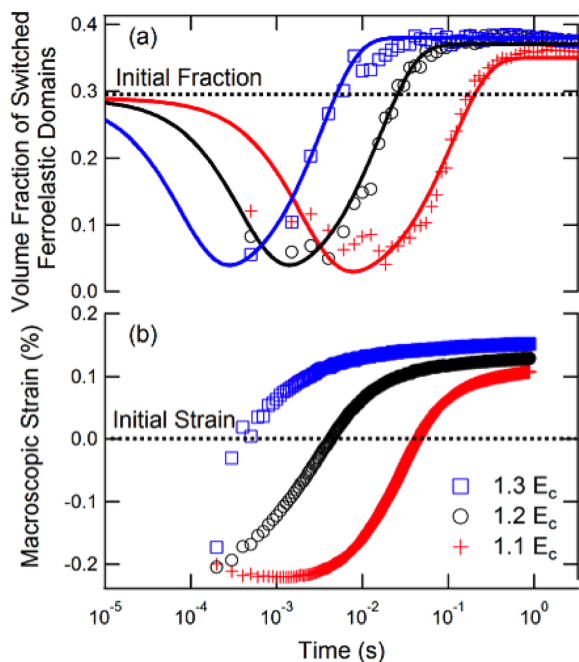 0.4
(a)
Initial Fraction
0.3
0.2
0.1
0.0
Volume Fraction of Switched
Ferroelastic Domains
0.2
(b)
0.1
Initial Strain
0.0
-0.1
-0.2
Macroscopic Strain (%)
1.3 Ec
1.2 Ec
1.1 Ec
10-5
10-4
10-3
10-2
10-1
100
Time (s)